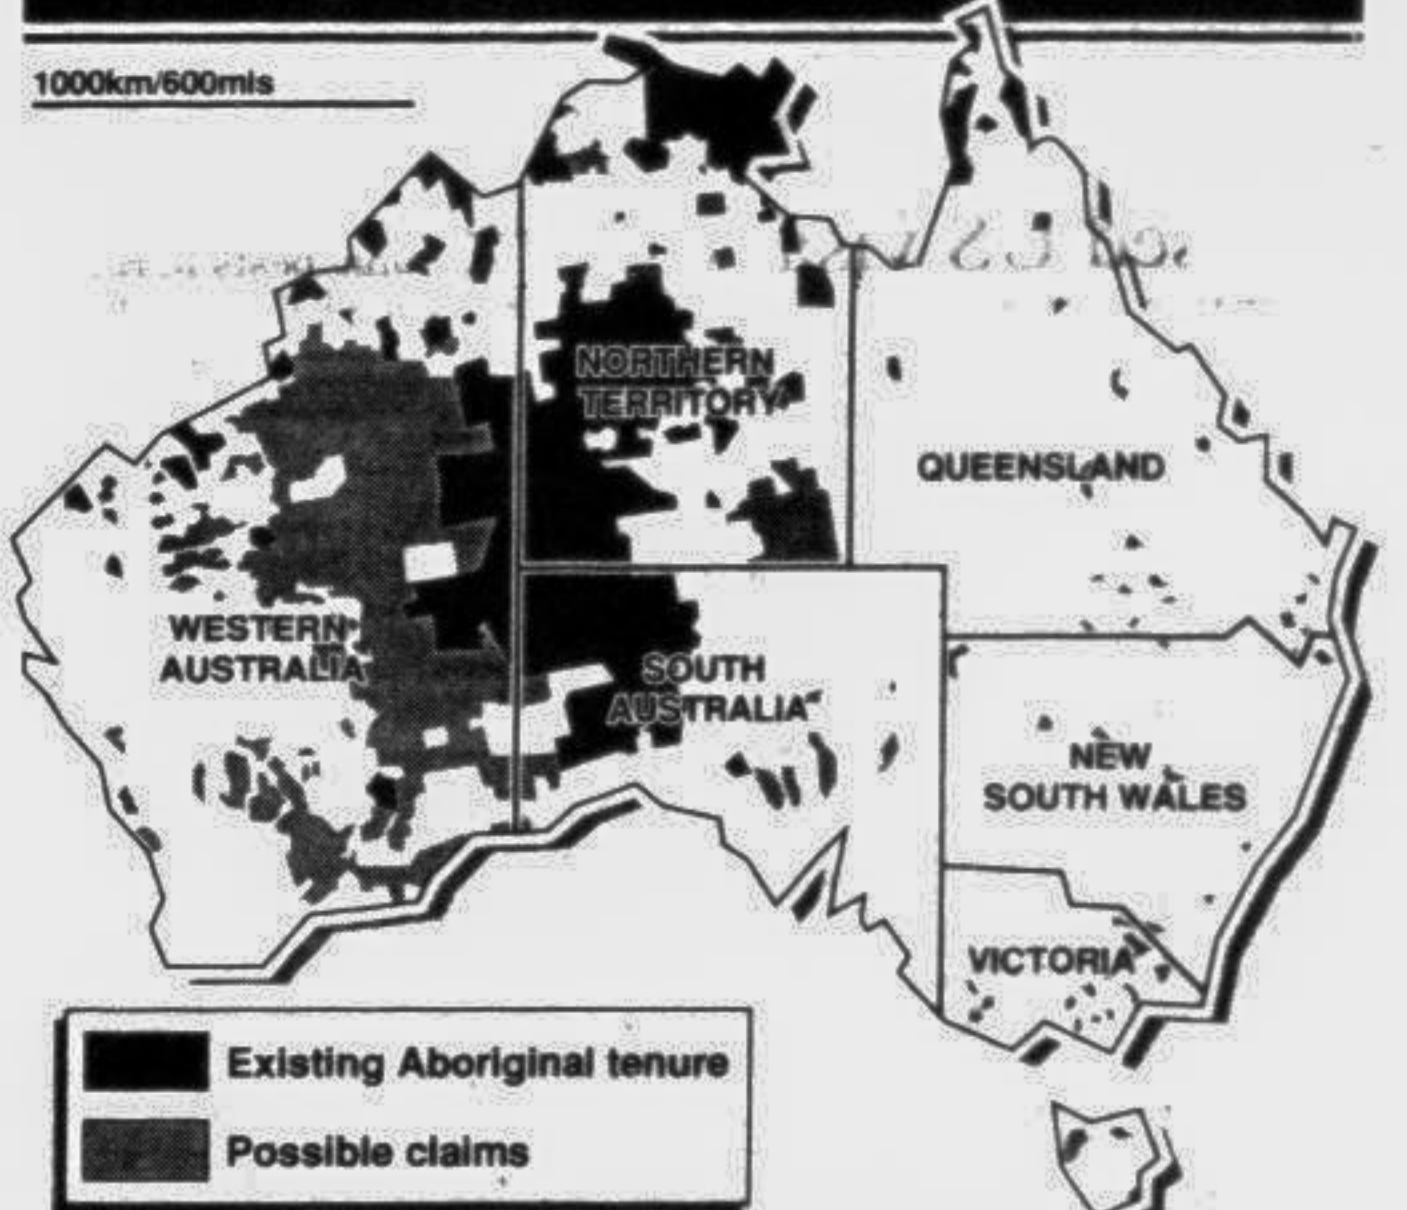 1000km/600mls
NORTHERN
TERRITORY
QUEENSLAND
WESTERN
AUSTRALIA
SOUTH
AUSTRALIA
NEW
SOUTH WALES
VICTORIA
Existing Aboriginal tenure
Possible claims